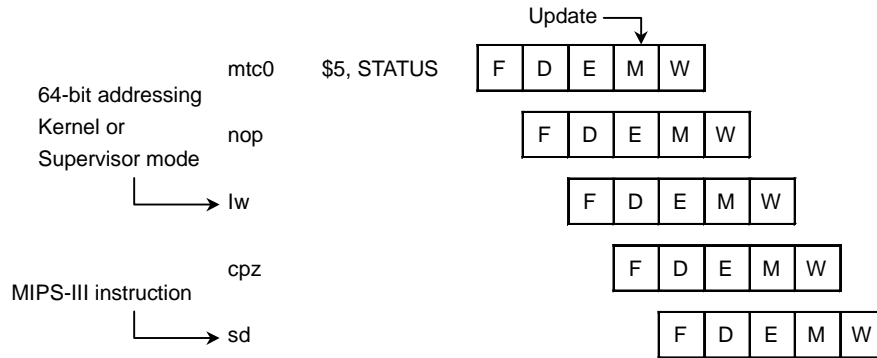 Update
mtc0 $5, STATUS F D E M W
64-bit addressing
Kernel or
Supervisor mode
nop F D E M W
lw F D E M W
cpz F D E M W
MIPS-III instruction
sd F D E M W